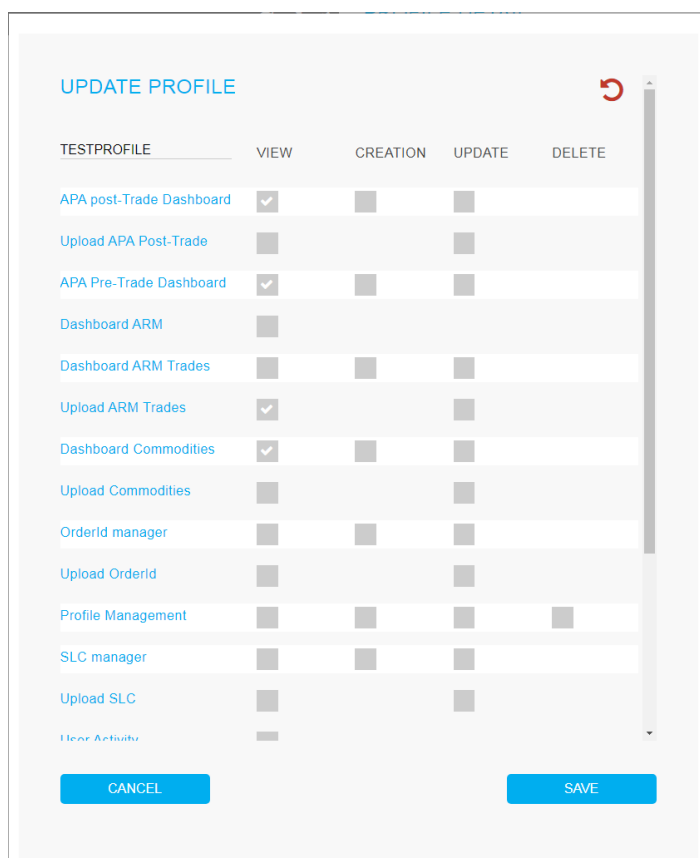 UPDATE PROFILE
TESTPROFILE VIEW CREATION UPDATE DELETE
APA post-Trade Dashboard
Upload APA Post-Trade
APA Pre-Trade Dashboard
Dashboard ARM
Dashboard ARM Trades
Upload ARM Trades
Dashboard Commodities
Upload Commodities
OrderId manager
Upload OrderId
Profile Management
SLC manager
Upload SLC
User Activity
CANCEL SAVE